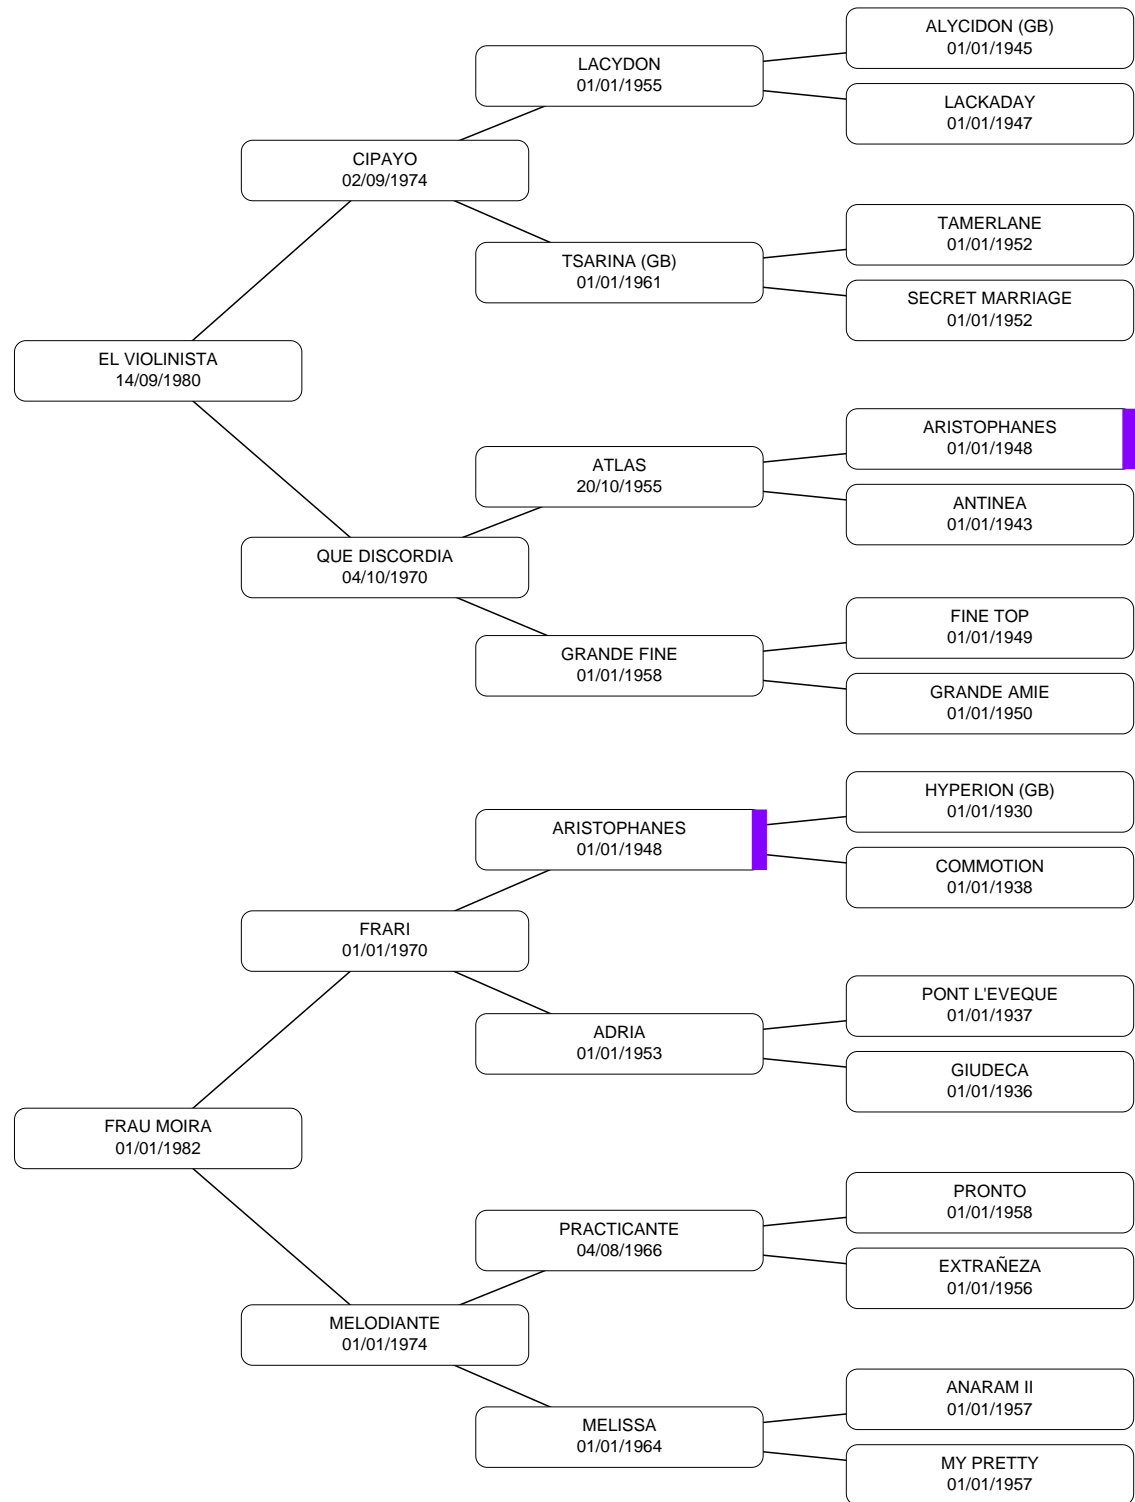 ALYCIDON (GB)
01/01/1945
LACYDON
01/01/1955
LACKADAY
01/01/1947
CIPAYO
02/09/1974
TAMERLANE
01/01/1952
TSARINA (GB)
01/01/1961
SECRET MARRIAGE
01/01/1952
EL VIOLINISTA
14/09/1980
ARISTOPHANES
01/01/1948
ATLAS
20/10/1955
ANTINEA
01/01/1943
QUE DISCORDIA
04/10/1970
FINE TOP
01/01/1949
GRANDE FINE
01/01/1958
GRANDE AMIE
01/01/1950
HYPERION (GB)
01/01/1930
ARISTOPHANES
01/01/1948
COMMOTION
01/01/1938
FRARI
01/01/1970
PONT L'EVEQUE
01/01/1937
ADRIA
01/01/1953
GIUDECA
01/01/1936
FRAU MOIRA
01/01/1982
PRONTO
01/01/1958
PRACTICANTE
04/08/1966
EXTRAÑEZA
01/01/1956
MELODIANTE
01/01/1974
ANARAM II
01/01/1957
MELISSA
01/01/1964
MY PRETTY
01/01/1957